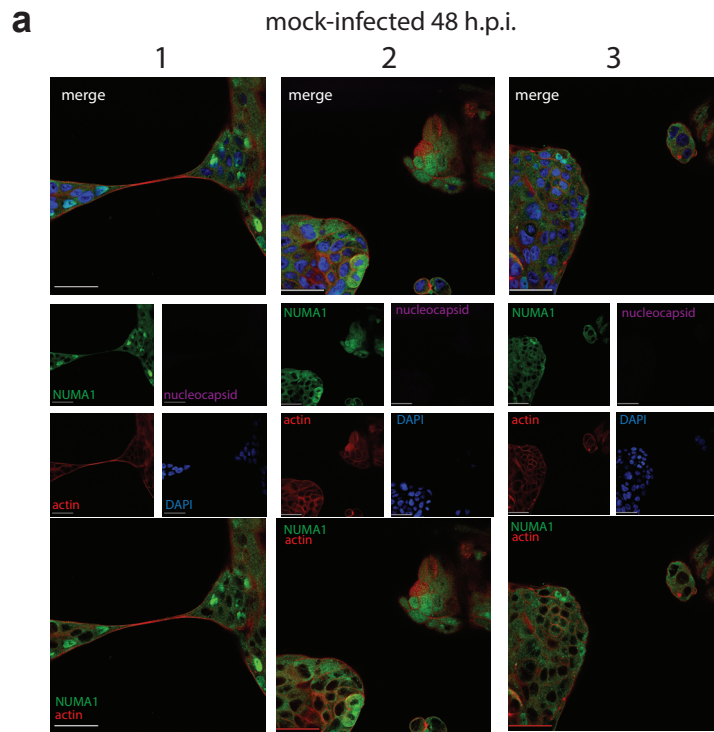 a
mock-infected 48 h.p.i.
1 2 3
merge merge merge
NUMA1 nucleocapsid
NUMA1 nucleocapsid
NUMA1 nucleocapsid
actin DAPI
actin DAPI
actin DAPI
NUMA1
actin
NUMA1
actin
NUMA1
actin